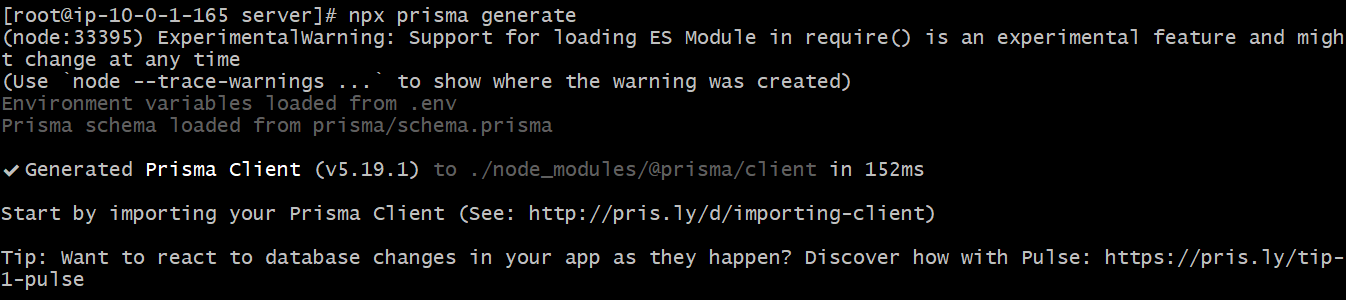 [root@ip-10-0-1-165 server]# npx prisma generate
(node:33395) ExperimentalWarning: Support for loading ES Module in require() is an experimental feature and migh
t change at any time
(Use `node --trace-warnings ...` to show where the warning was created)
Environment variables loaded from .env
Prisma schema loaded from prisma/schema.prisma
✔ Generated Prisma Client (v5.19.1) to ./node_modules/@prisma/client in 152ms
Start by importing your Prisma Client (See: http://pris.ly/d/importing-client)
Tip: Want to react to database changes in your app as they happen? Discover how with Pulse: https://pris.ly/tip-
1-pulse